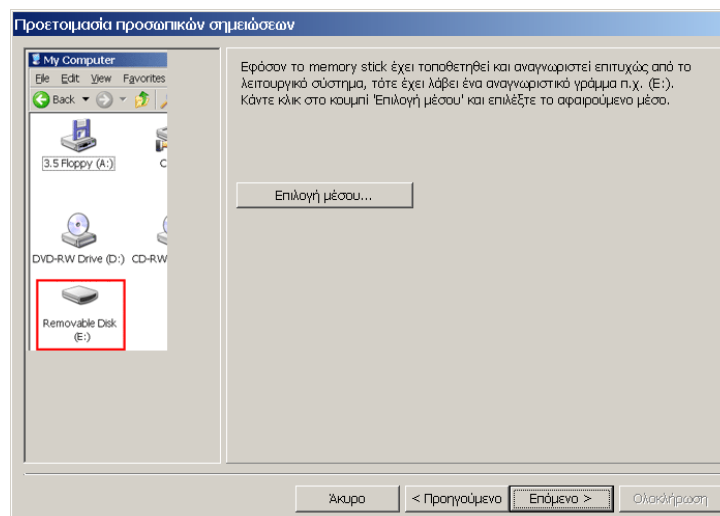 Προετοιμασία προσωπικών σημειώσεων
My Computer
File Edit View Favorites
Back
3.5 Floppy (A:)
C
DVD-RW Drive (D:) CD-RW
Removable Disk
(E:)
Εφόσον το memory stick έχει τοποθετηθεί και αναγνωριστεί επιτυχώς από το
λειτουργικό σύστημα, τότε έχει λάβει ένα αναγνωριστικό γράμμα π.χ. (E:).
Κάντε κλικ στο κουμπί 'Επιλογή μέσου' και επιλέξτε το αφαιρούμενο μέσο.
Επιλογή μέσου...
Άκυρο
< Προηγούμενο
Επόμενο >
Ολοκλήρωση